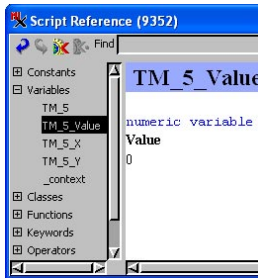 Script Reference (9352)
Find
Constants
Variables
TM_5
TM_5_Value
TM_5_X
TM_5_Y
_context
Classes
Functions
Keywords
Operators
TM_5_Value
numeric variable
Value
0